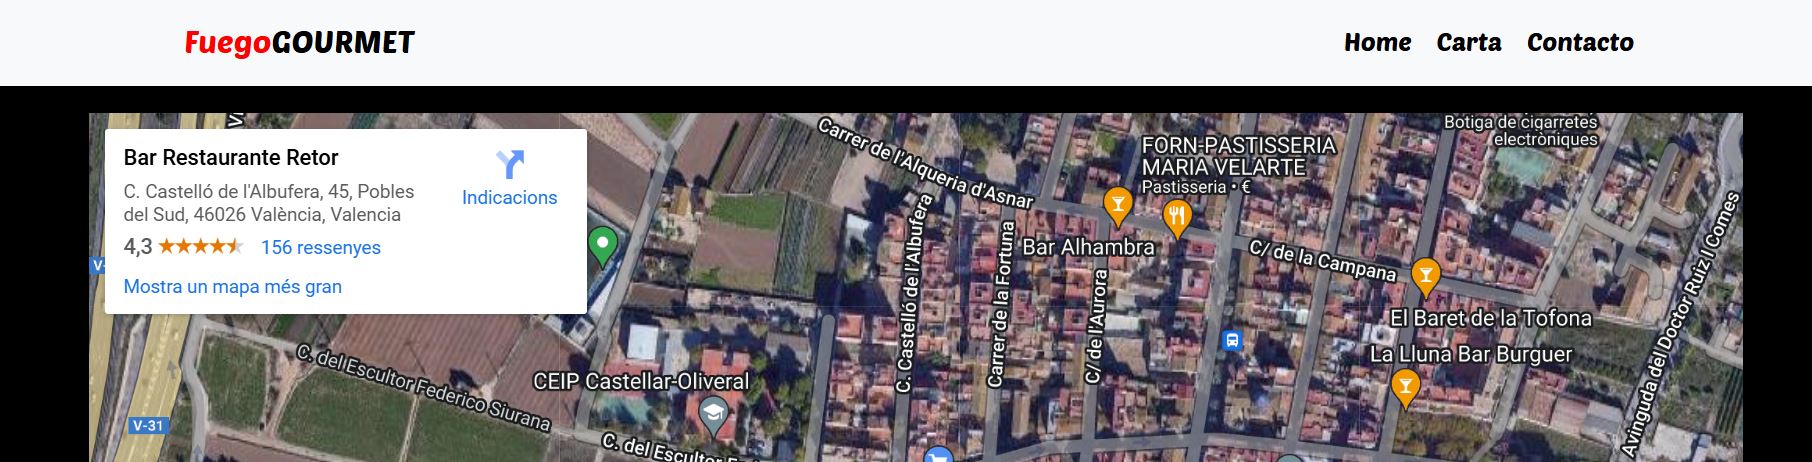 FuegoGOURMET
Home Carta Contacto
Bar Restaurante Retor
C. Castelló de l'Albufera, 45, Pobles
del Sud, 46026 València, Valencia
4,3
156 ressenyes
Mostra un mapa més gran
Indicacions
Carrer de l'Alqueria d'Asnar
FORN-PASTISSERIA
MARIA VELARTE
Pastisseria • €
Botiga de cigarretes
electròniques
Bar Alhambra
C/ de la Campana
C. Castelló de l'Albufera
Carrer de la Fortuna
C/ de l'Aurora
El Baret de la Tofona
La Lluna Bar Burguer
Avinguda del Doctor Ruiz I Comes
C. del Escultor Federico Siurana
CEIP Castellar-Oliveral
V-31
C. del Escultor